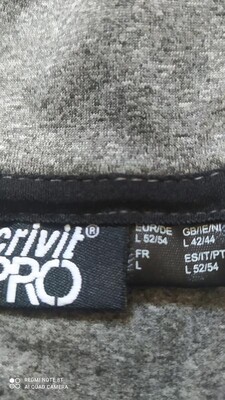 crivit®
PRO
EUR/DE GB/IE/NI
L 52/54 L 42/44
FR ES/IT/PT
L L 52/54
REDMI NOTE 8T
AI QUAD CAMERA